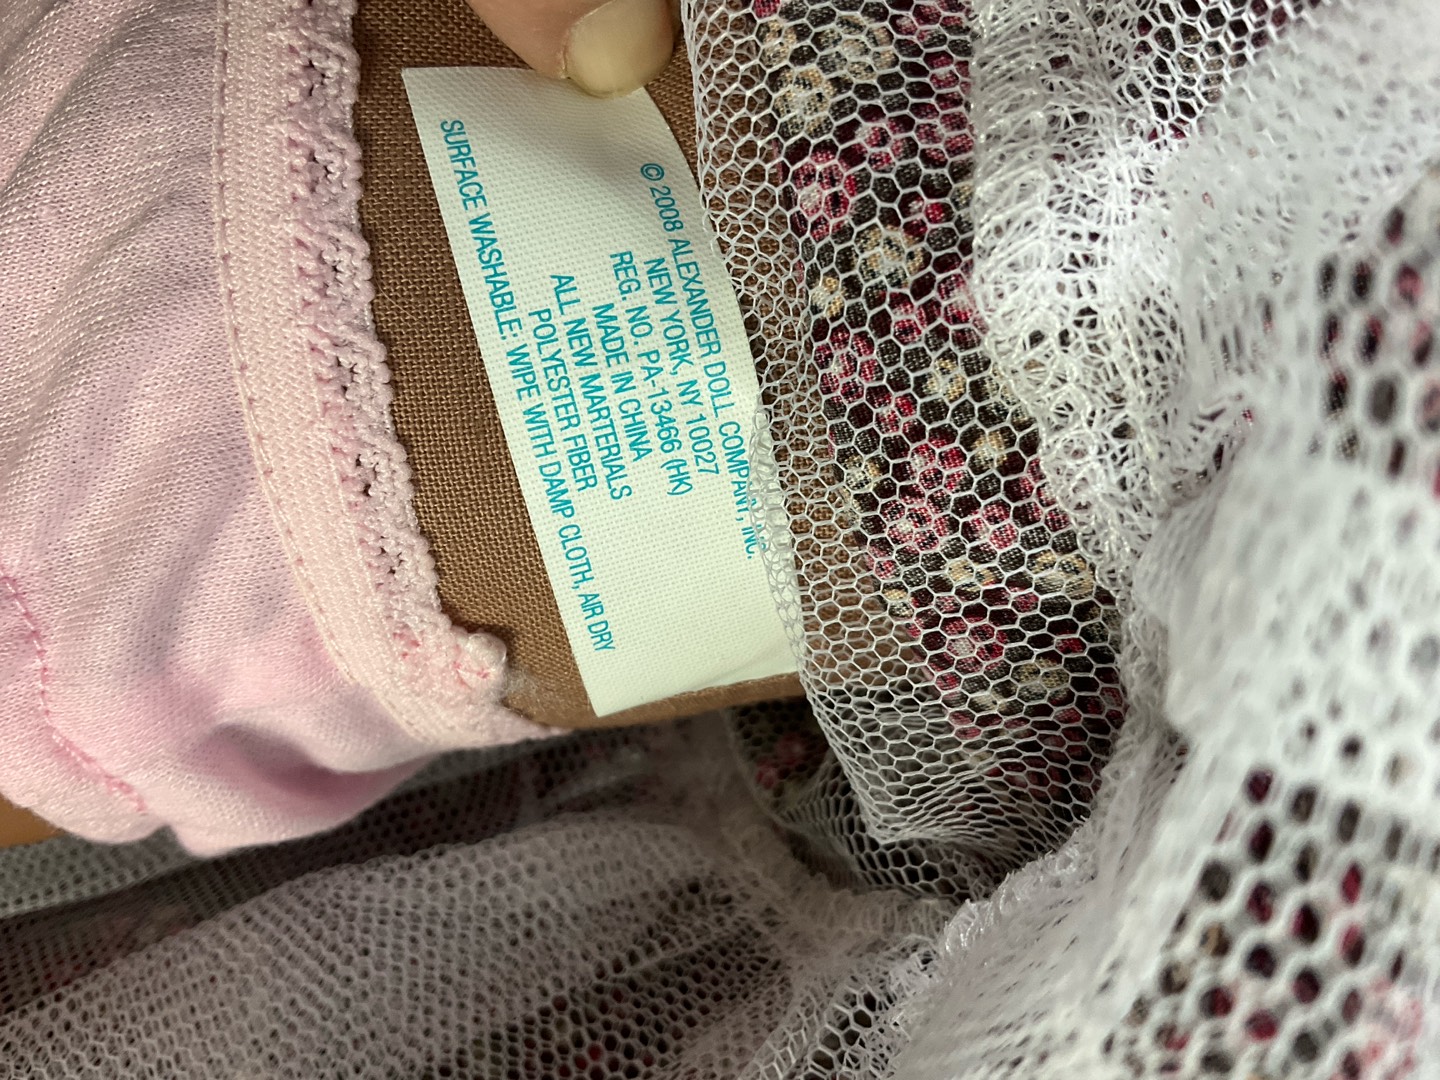 © 2008 ALEXANDER DOLL COMPANY, INC.
NEW YORK, NY 10027
REG. NO. PA-13466 (HK)
MADE IN CHINA
ALL NEW MARTERIALS
POLYESTER FIBER
SURFACE WASHABLE: WIPE WITH DAMP CLOTH, AIR DRY